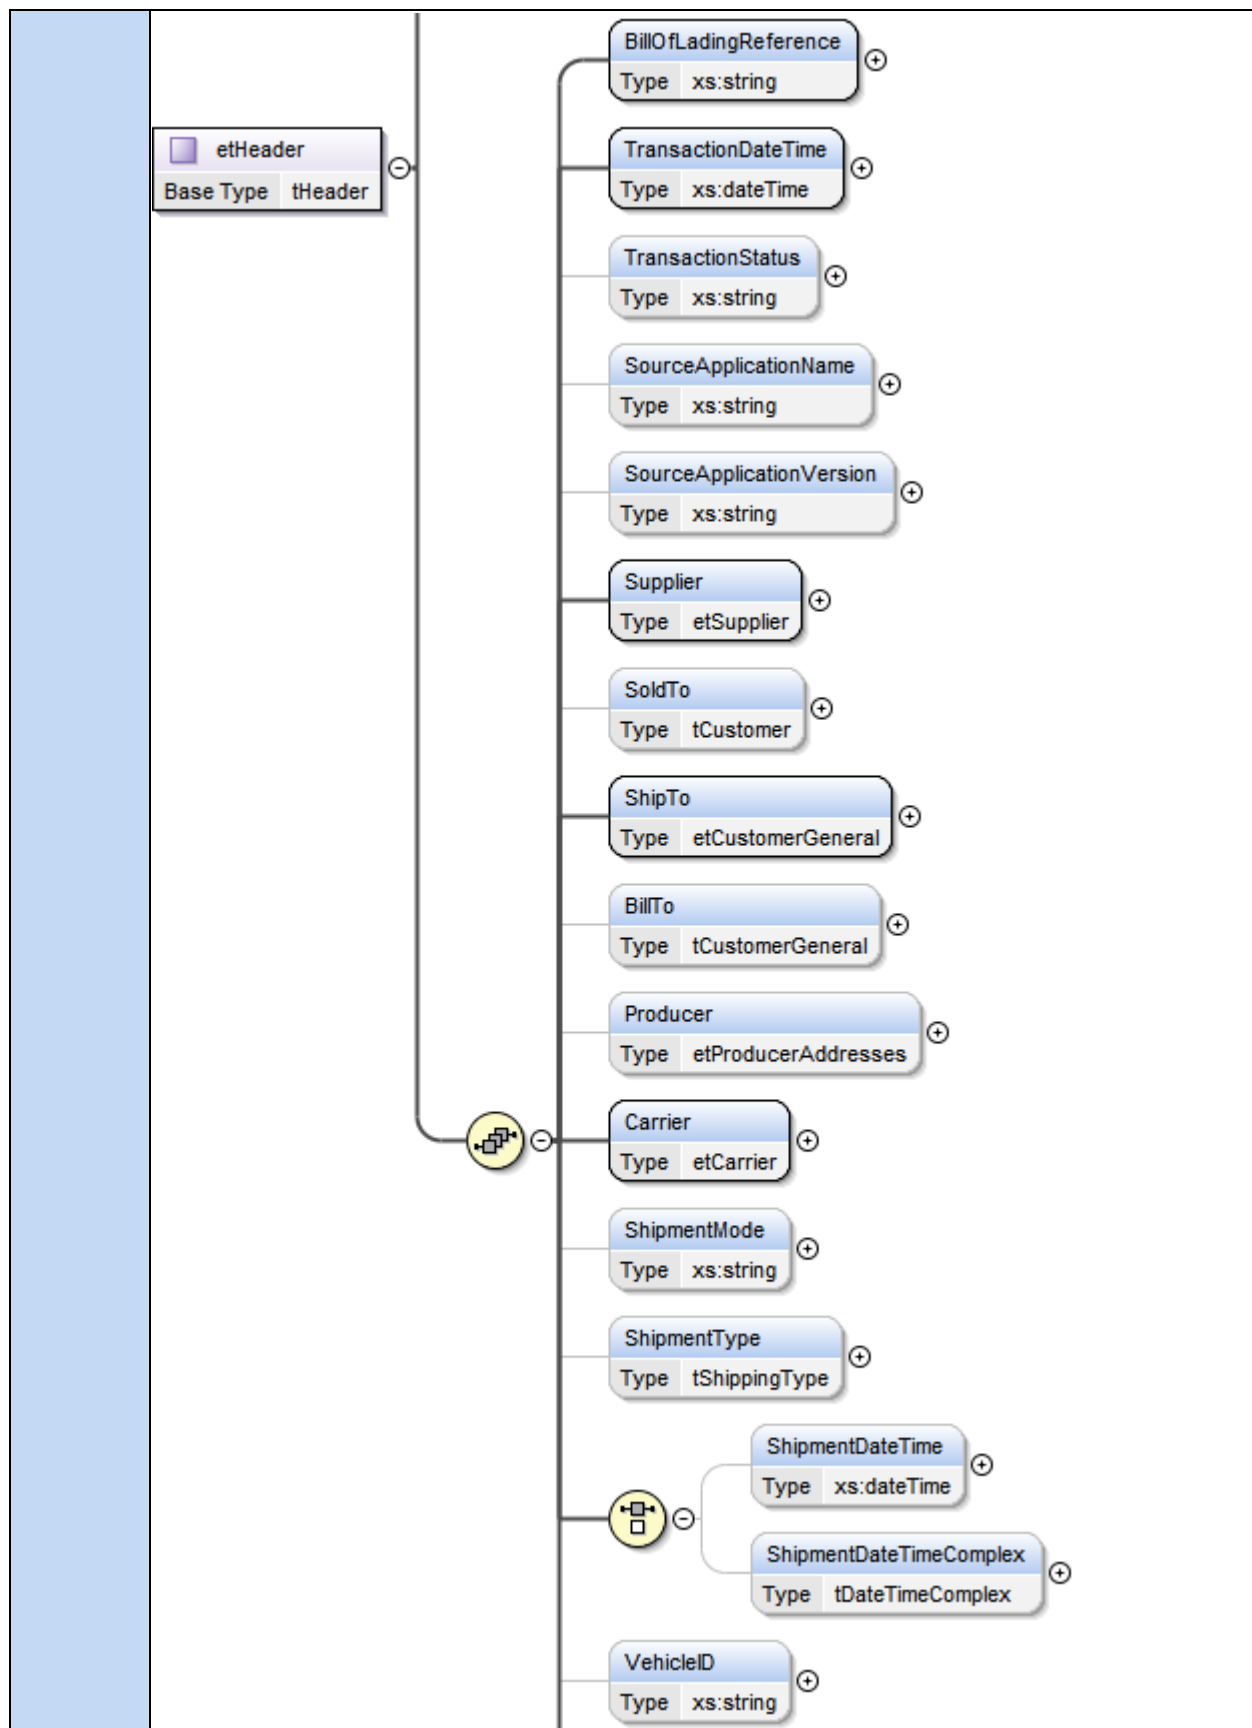 BillOfLadingReference
Type xs:string
etHeader
Base Type tHeader
TransactionDateTime
Type xs:dateTime
TransactionStatus
Type xs:string
SourceApplicationName
Type xs:string
SourceApplicationVersion
Type xs:string
Supplier
Type etSupplier
SoldTo
Type tCustomer
ShipTo
Type etCustomerGeneral
BillTo
Type tCustomerGeneral
Producer
Type etProducerAddresses
Carrier
Type etCarrier
ShipmentMode
Type xs:string
ShipmentType
Type tShippingType
ShipmentDateTime
Type xs:dateTime
ShipmentDateTimeComplex
Type tDateTimeComplex
VehicleID
Type xs:string